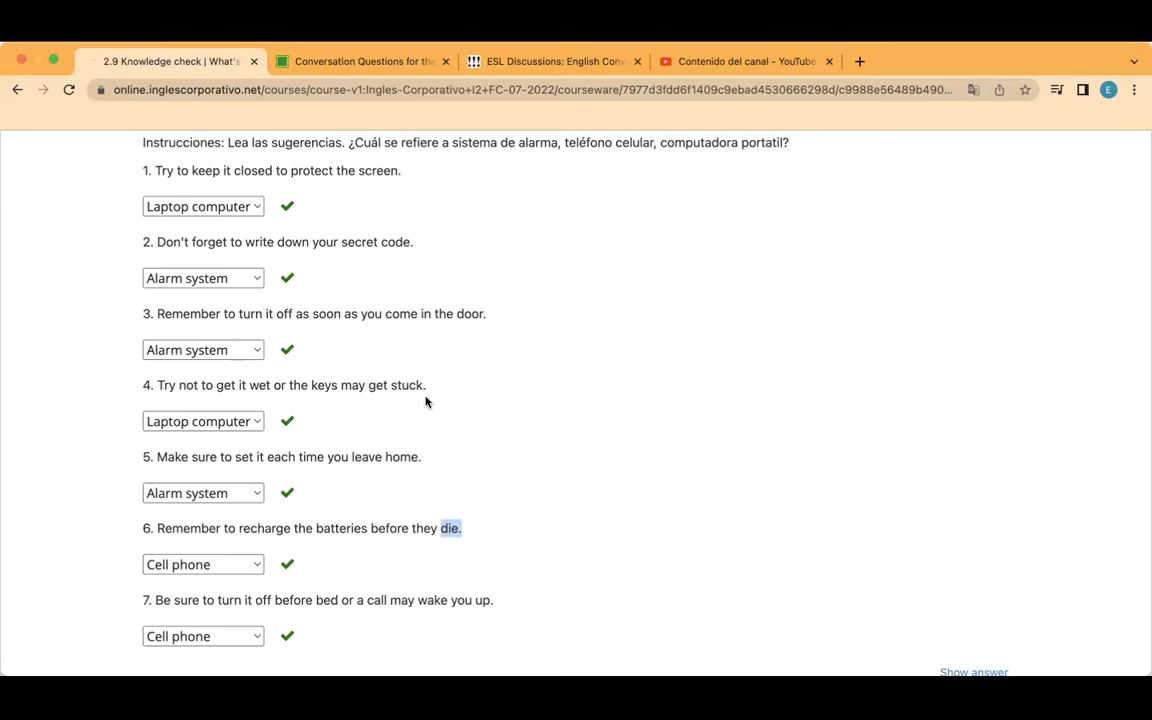 2.9 Knowledge check | What's
Conversation Questions for the
ESL Discussions: English Conv
Contenido del canal - YouTube
online.inglescorporativo.net/courses/course-v1:Ingles-Corporativo+I2+FC-07-2022/courseware/7977d3fdd6f1409c9ebad4530666298d/c9988e56489b490...
E
Instrucciones: Lea las sugerencias. ¿Cuál se refiere a sistema de alarma, teléfono celular, computadora portatil?
1. Try to keep it closed to protect the screen.
Laptop computer
2. Don't forget to write down your secret code.
Alarm system
3. Remember to turn it off as soon as you come in the door.
Alarm system
4. Try not to get it wet or the keys may get stuck.
Laptop computer
5. Make sure to set it each time you leave home.
Alarm system
6. Remember to recharge the batteries before they die.
Cell phone
7. Be sure to turn it off before bed or a call may wake you up.
Cell phone
Show answer